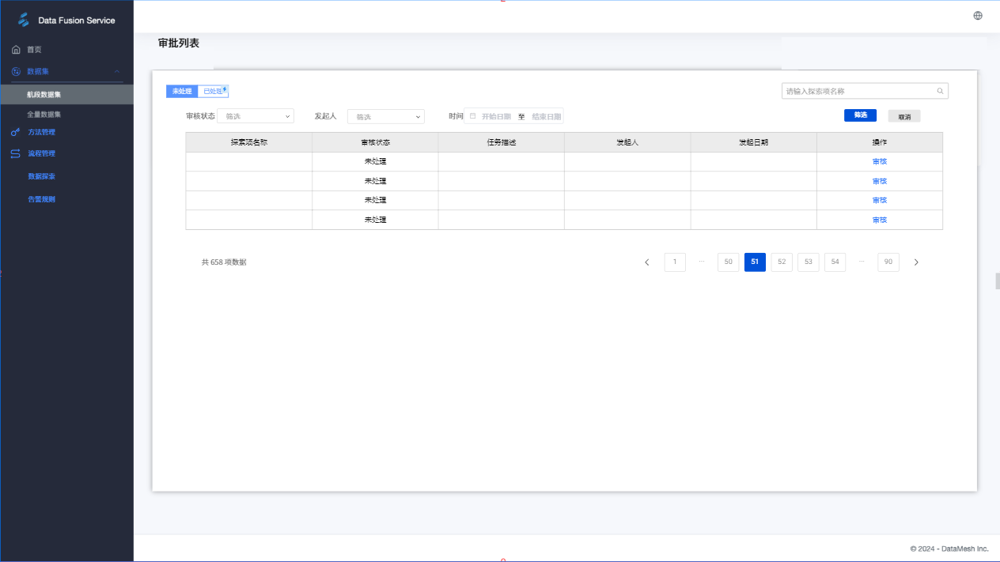 Data Fusion Service
首页
数据集
航段数据集
全量数据集
方法管理
流程管理
数据探索
告警规则
审批列表
未处理 已处理 请输入探索项名称
审核状态 筛选 发起人 筛选 时间 开始日期 至 结束日期 筛选 取消
探索项名称 审核状态 任务描述 发起人 发起日期 操作
未处理 审核
未处理 审核
未处理 审核
未处理 审核
共 658 项数据 1 ··· 50 51 52 53 54 ··· 90
© 2024 - DataMesh Inc.